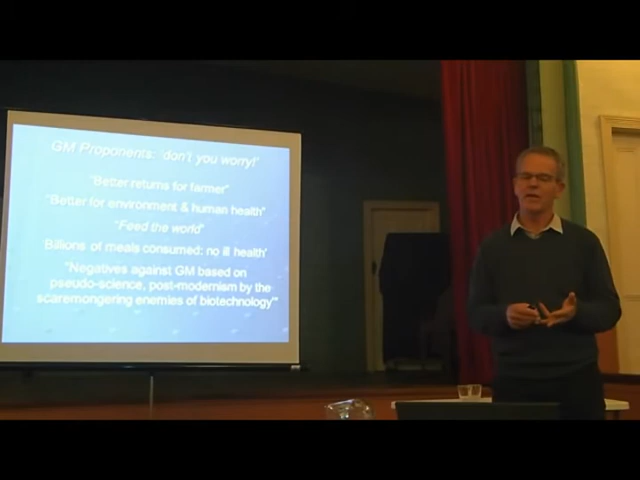 GM Proponents: 'don't you worry!'
"Better returns for farmer"
"Better for environment & human health"
"Feed the world"
Billions of meals consumed: no ill health'
"Negatives against GM based on
pseudo-science, post-modernism by the
scaremongering enemies of biotechnology"